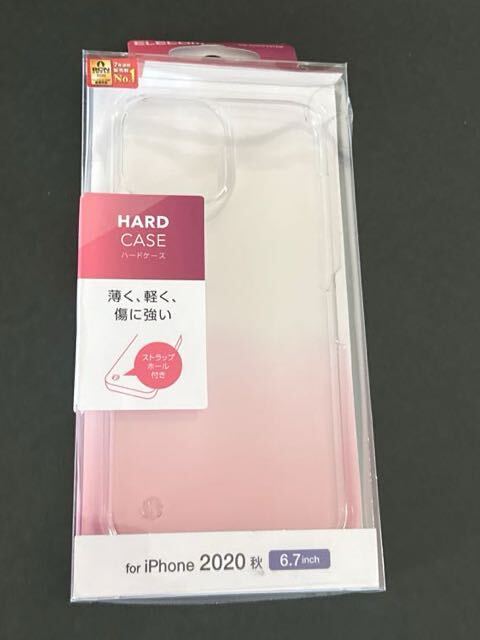 ELECOM
BCN
No.1
HARD
CASE
ハードケース
薄く、軽く、
傷に強い
ストラップ
ホール
付き
for iPhone 2020 秋 6.7inch